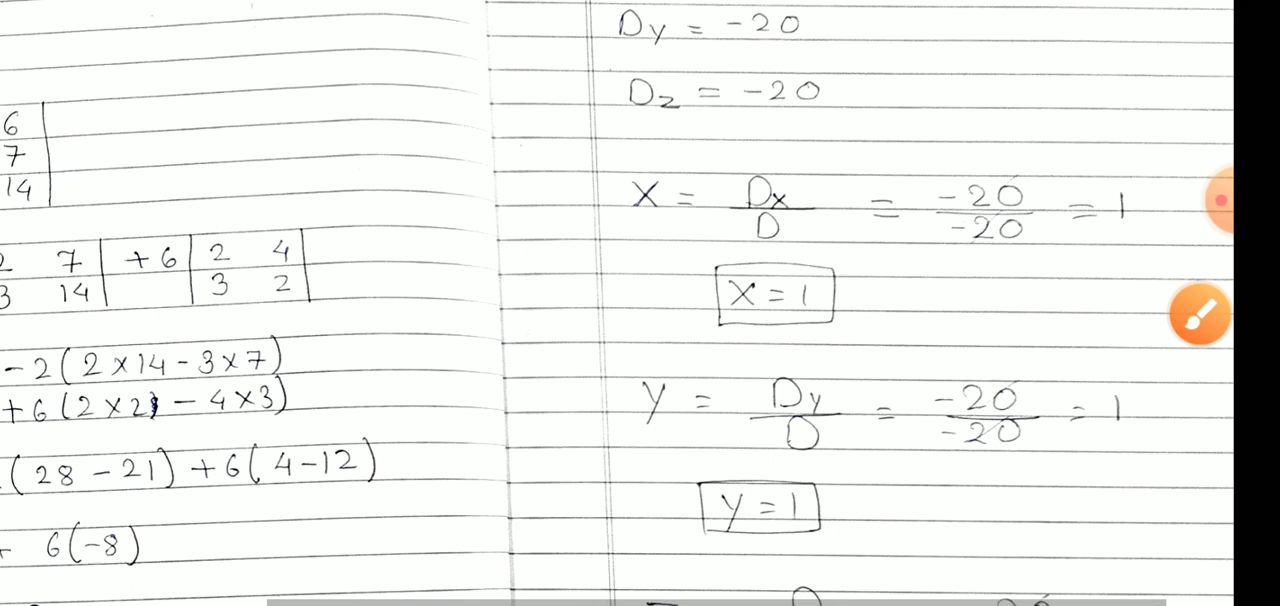 6
7
14
2 7 | +6 | 2 4
3 14 | | 3 2
-2(2×14-3×7)
+6(2×2 - 4×3)
(28-21)+6(4-12)
6(-8)
Dy = -20
Dz = -20
X = Dx/D = -20/-20 = 1
X = 1
Y = Dy/D = -20/-20 = 1
Y = 1